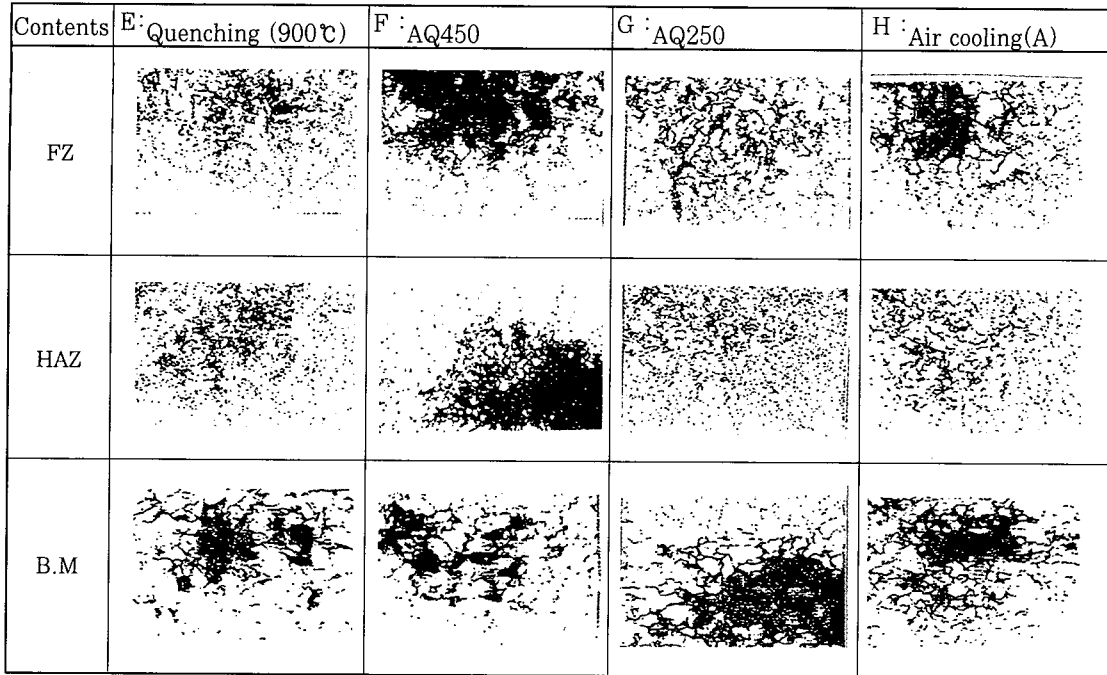 Contents E: Quenching (900℃) F: AQ450 G: AQ250 H: Air cooling(A)
FZ
HAZ
B.M